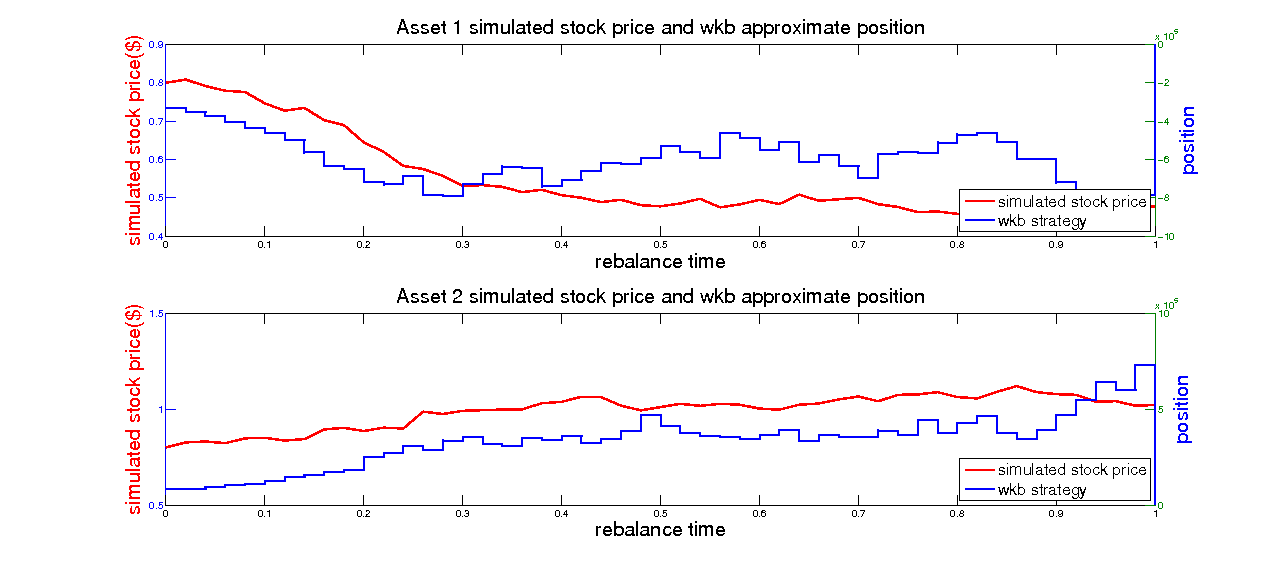 Asset 1 simulated stock price and wkb approximate position
simulated stock price($)
0.9
0.8
0.7
0.6
0.5
0.4
0 0.1 0.2 0.3 0.4 0.5 0.6 0.7 0.8 0.9 1
rebalance time
x 10^5
0
−2
−4
−6
−8
−10
position
simulated stock price
wkb strategy
Asset 2 simulated stock price and wkb approximate position
simulated stock price($)
1.5
1
0.5
0 0.1 0.2 0.3 0.4 0.5 0.6 0.7 0.8 0.9 1
rebalance time
x 10^5
10
5
0
position
simulated stock price
wkb strategy